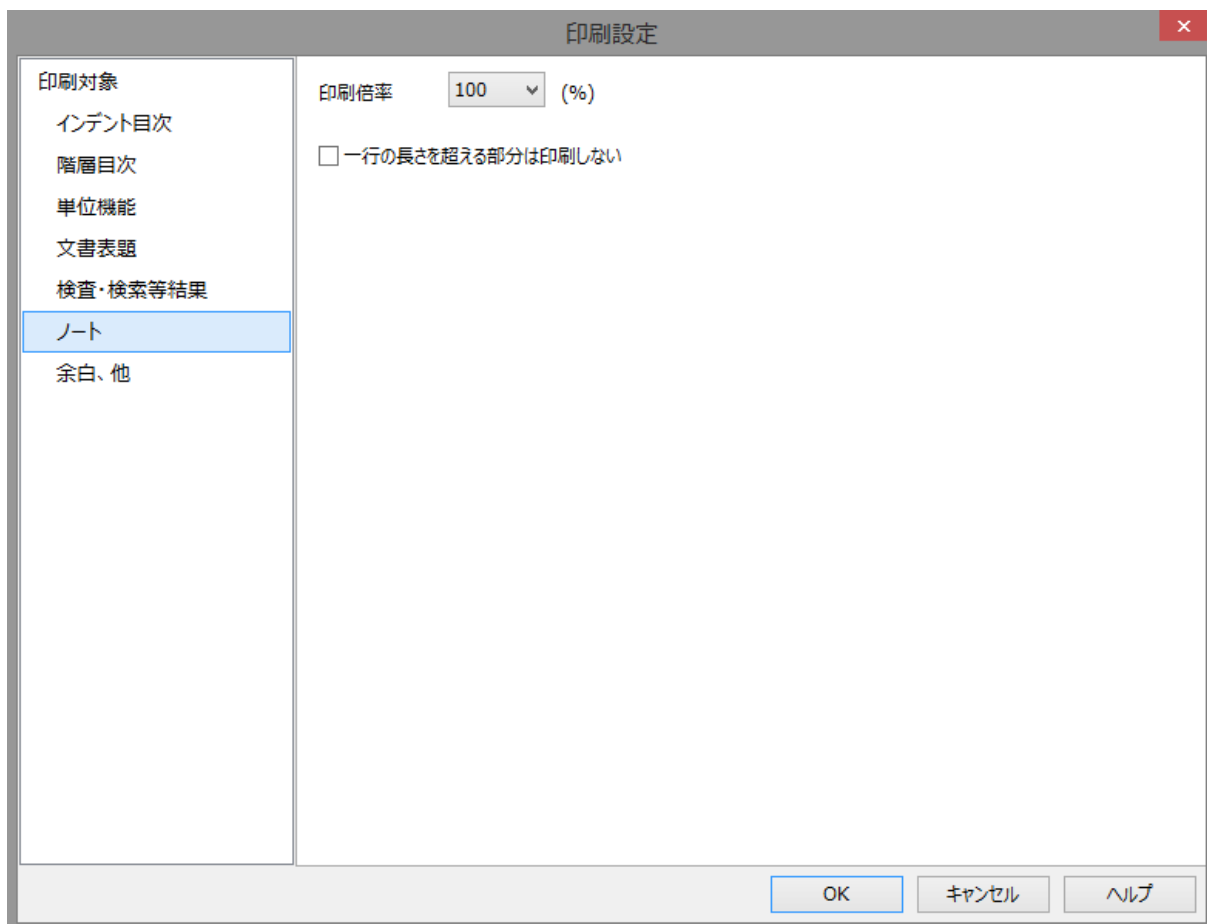 印刷設定
印刷対象
インデント目次
階層目次
単位機能
文書表題
検査・検索等結果
ノート
余白、他
印刷倍率 100 (%)
一行の長さを超える部分は印刷しない
OK キャンセル ヘルプ